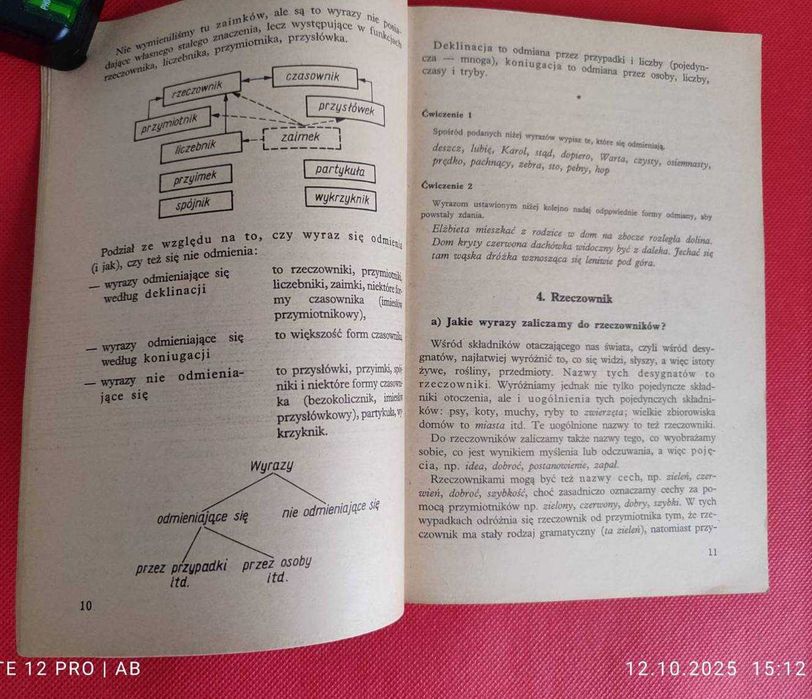 Nie wymieniliśmy tu zaimków, ale są to wyrazy nie posia-
dające własnego stałego znaczenia, lecz występujące w funkcjach
rzeczownika, liczebnika, przymiotnika, przysłówka.
rzeczownik
czasownik
przymiotnik
przysłówek
liczebnik
zaimek
przyimek
partykuła
spójnik
wykrzyknik
Podział ze względu na to, czy wyraz się odmienia
(i jak), czy też się nie odmienia:
— wyrazy odmieniające się
według deklinacji
to rzeczowniki, przymiotniki,
liczebniki, zaimki, niektóre for-
my czasownika (imiesłów
przymiotnikowy),
— wyrazy odmieniające się
według koniugacji
to większość form czasownika
— wyrazy nie odmienia-
jące się
to przysłówki, przyimki, spój-
niki i niektóre formy czasowni-
ka (bezokolicznik, imiesłów
przysłówkowy), partykuła, wy-
krzyknik.
Wyrazy
odmieniające się
nie odmieniające się
przez przypadki
itd.
przez osoby
itd.
10
Deklinacja to odmiana przez przypadki i liczby (pojedyn-
cza — mnoga), koniugacja to odmiana przez osoby, liczby,
czasy i tryby.
*
Ćwiczenie 1
Spośród podanych niżej wyrazów wypisz te, które się odmieniają.
deszcz, lubię, Karol, stąd, dopiero, Warta, czysty, osiemnasty,
prędko, pachnący, zebra, sto, pełny, hop
Ćwiczenie 2
Wyrazom ustawionym niżej kolejno nadaj odpowiednie formy odmiany, aby
powstały zdania.
Elżbieta mieszkać z rodzice w dom na zbocze rozległa dolina.
Dom kryty czerwona dachówka widoczny być z daleka. Jechać się
tam wąska dróżka wznosząca się leniwie pod góra.
4. Rzeczownik
a) Jakie wyrazy zaliczamy do rzeczowników?
Wśród składników otaczającego nas świata, czyli wśród desy-
gnatów, najłatwiej wyróżnić to, co się widzi, słyszy, a więc istoty
żywe, rośliny, przedmioty. Nazwy tych desygnatów to
rzeczowniki. Wyróżniamy jednak nie tylko pojedyncze skład-
niki otoczenia, ale i uogólnienia tych pojedynczych składni-
ków: psy, koty, muchy, ryby to zwierzęta; wielkie zbiorowiska
domów to miasta itd. Te uogólnione nazwy to też rzeczowniki.
Do rzeczowników zaliczamy także nazwy tego, co wyobrażamy
sobie, co jest wynikiem myślenia lub odczuwania, a więc poję-
cia, np. idea, dobroć, postanowienie, zapał.
Rzeczownikami mogą być też nazwy cech, np. zieleń, czer-
wień, dobroć, szybkość, choć zasadniczo oznaczamy cechy za po-
mocą przymiotników np. zielony, czerwony, dobry, szybki. W tych
wypadkach odróżnia się rzeczownik od przymiotnika tym, że rze-
czownik ma stały rodzaj gramatyczny (ta zieleń), natomiast przy-
11
TE 12 PRO | AB
12.10.2025 15:12